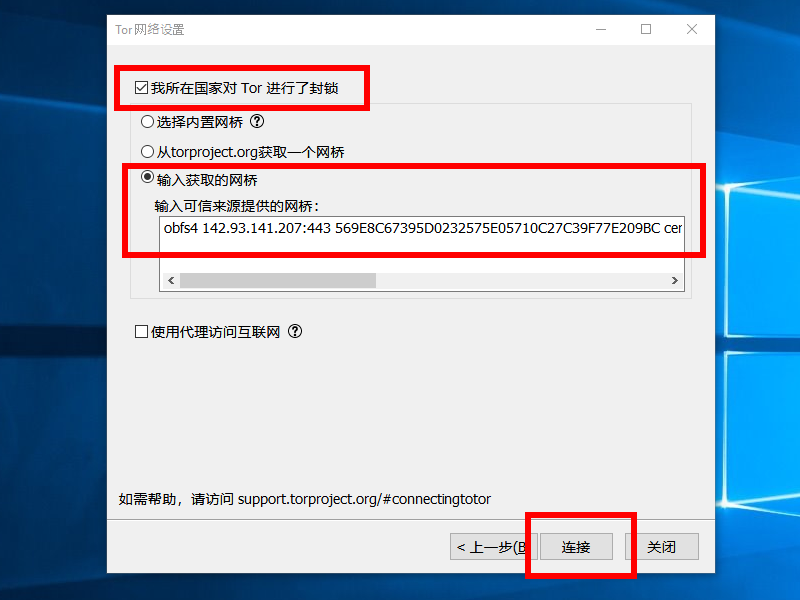 Tor网络设置
我所在国家对 Tor 进行了封锁
选择内置网桥 ?
从torproject.org获取一个网桥
输入获取的网桥
输入可信来源提供的网桥：
obfs4 142.93.141.207:443 569E8C67395D0232575E05710C27C39F77E209BC cer
使用代理访问互联网 ?
如需帮助，请访问 support.torproject.org/#connectingtotor
< 上一步(B 连接 关闭